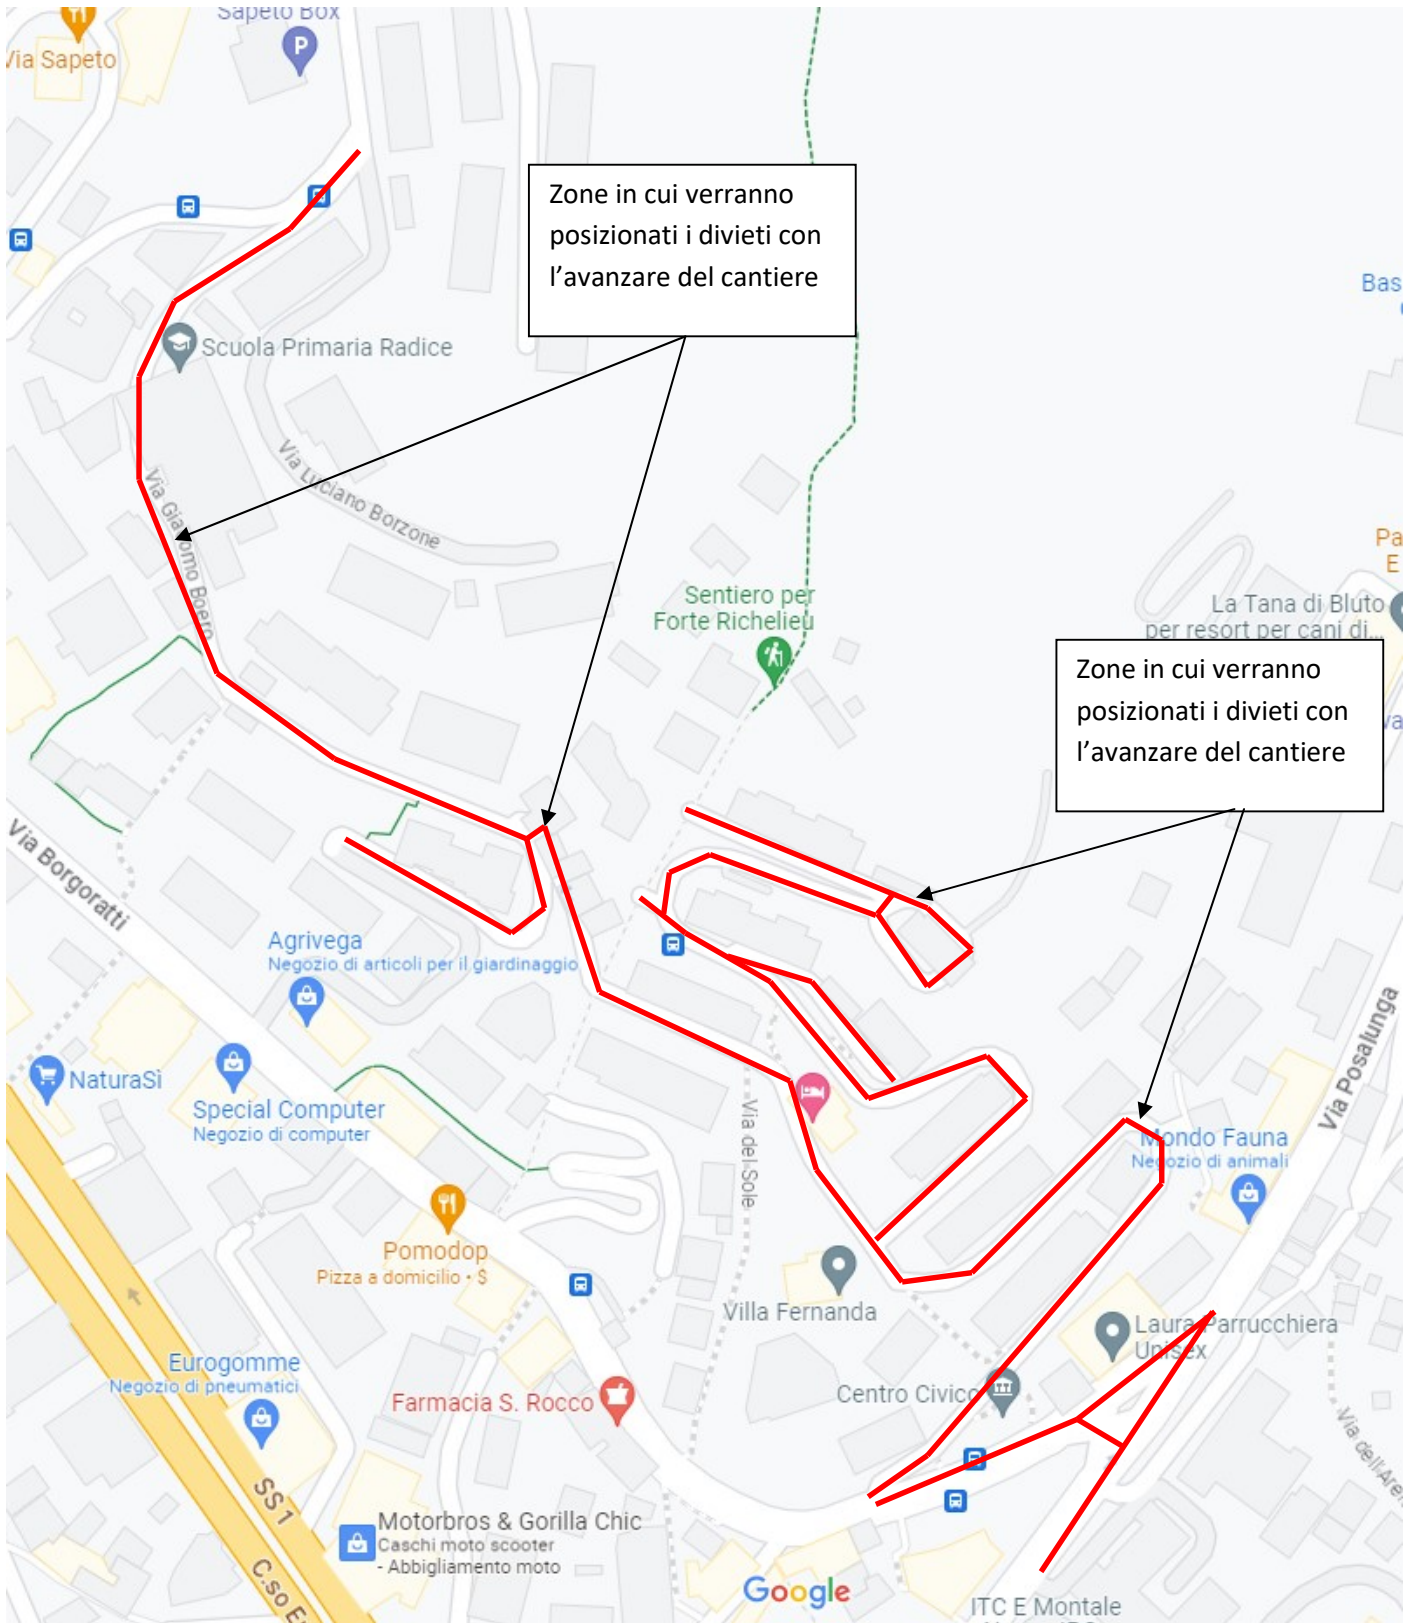 Sapeto Box
Via Sapeto
Zone in cui verranno
posizionati i divieti con
l'avanzare del cantiere
Scuola Primaria Radice
Via Luciano Borzone
Via Giacomo Boero
Sentiero per
Forte Richelieu
La Tana di Bluto
per resort per cani di...
Zone in cui verranno
posizionati i divieti con
l'avanzare del cantiere
Via Borgoratti
Agrivega
Negozio di articoli per il giardinaggio
NaturaSì
Special Computer
Negozio di computer
Via del Sole
Via Posalunga
Mondo Fauna
Negozio di animali
Pomodop
Pizza a domicilio · $
Villa Fernanda
Laura Parrucchiera
Unisex
Eurogomme
Negozio di pneumatici
Farmacia S. Rocco
Centro Civico
SS 1
Motorbros & Gorilla Chic
Caschi moto scooter
- Abbigliamento moto
C.so E
Google
ITC E Montale